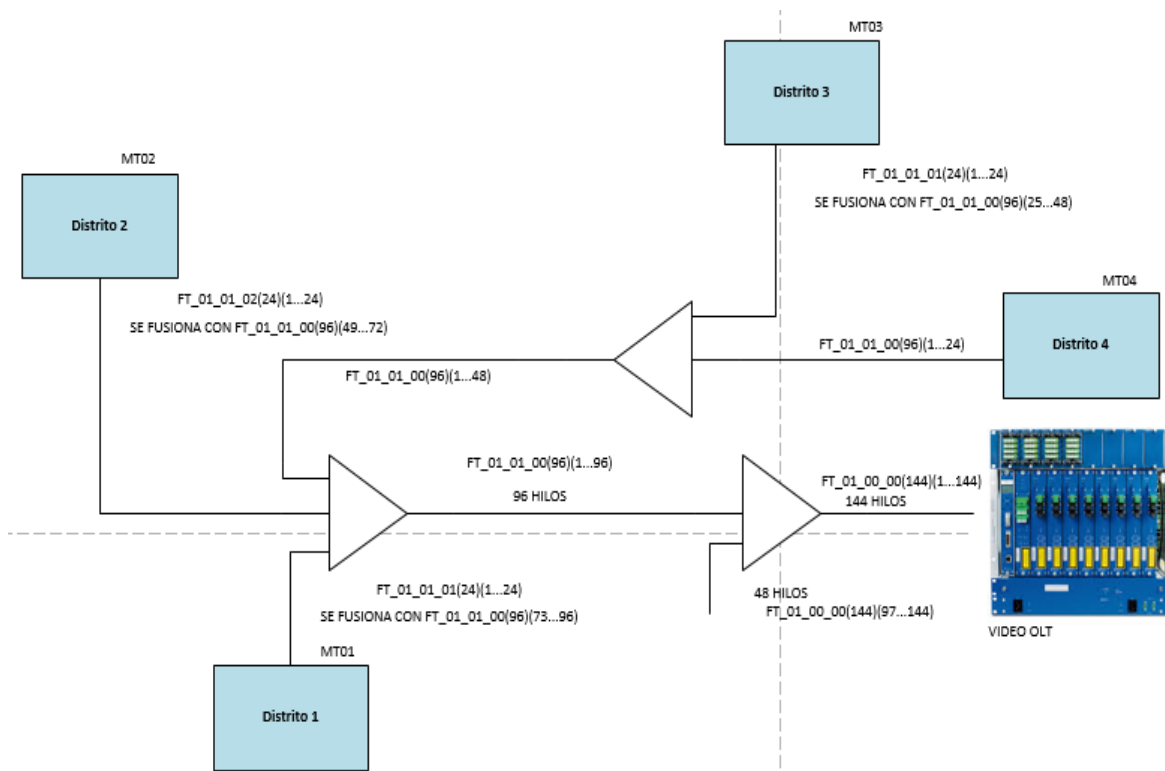 MT03
Distrito 3
MT02
FT_01_01_01(24)(1...24)
SE FUSIONA CON FT_01_01_00(96)(25...48)
Distrito 2
MT04
FT_01_01_02(24)(1...24)
SE FUSIONA CON FT_01_01_00(96)(49...72)
FT_01_01_00(96)(1...24)
Distrito 4
FT_01_01_00(96)(1...48)
FT_01_01_00(96)(1...96)
96 HILOS
FT_01_00_00(144)(1...144)
144 HILOS
FT_01_01_01(24)(1...24)
SE FUSIONA CON FT_01_01_00(96)(73...96)
48 HILOS
FT_01_00_00(144)(97...144)
VIDEO OLT
MT01
Distrito 1